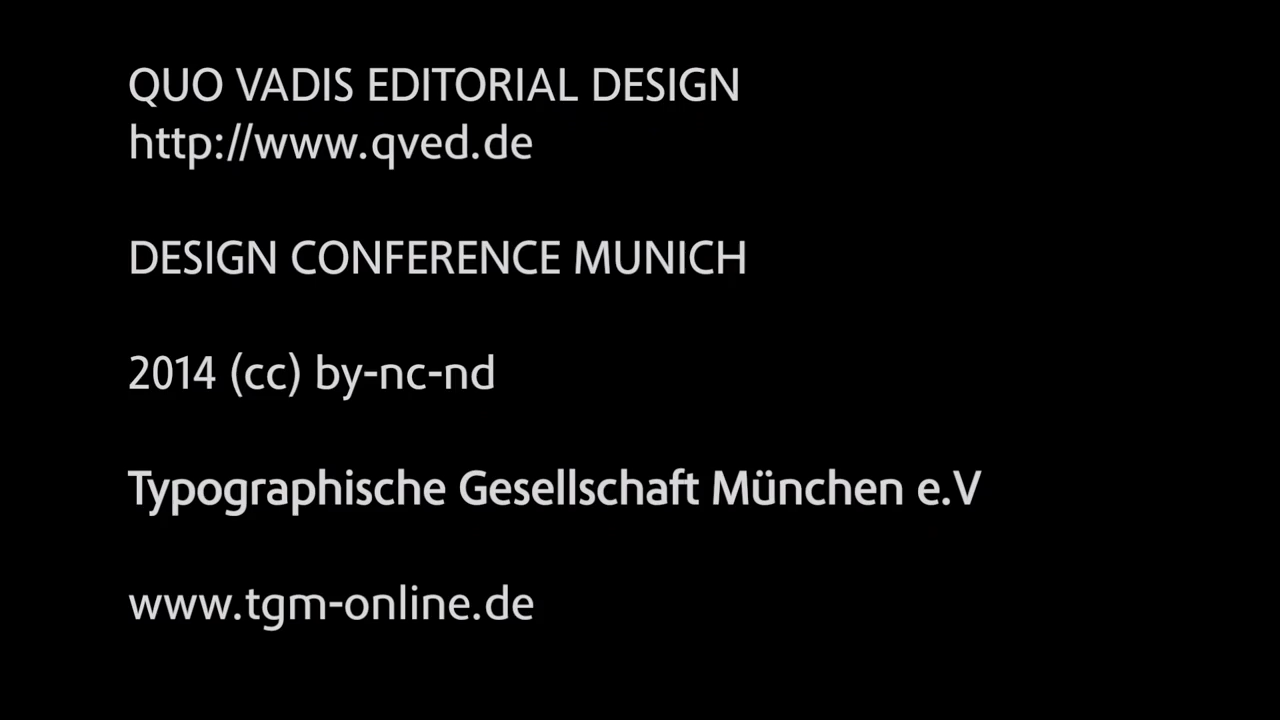 QUO VADIS EDITORIAL DESIGN
http://www.qved.de
DESIGN CONFERENCE MUNICH
2014 (cc) by-nc-nd
Typographische Gesellschaft München e.V
www.tgm-online.de